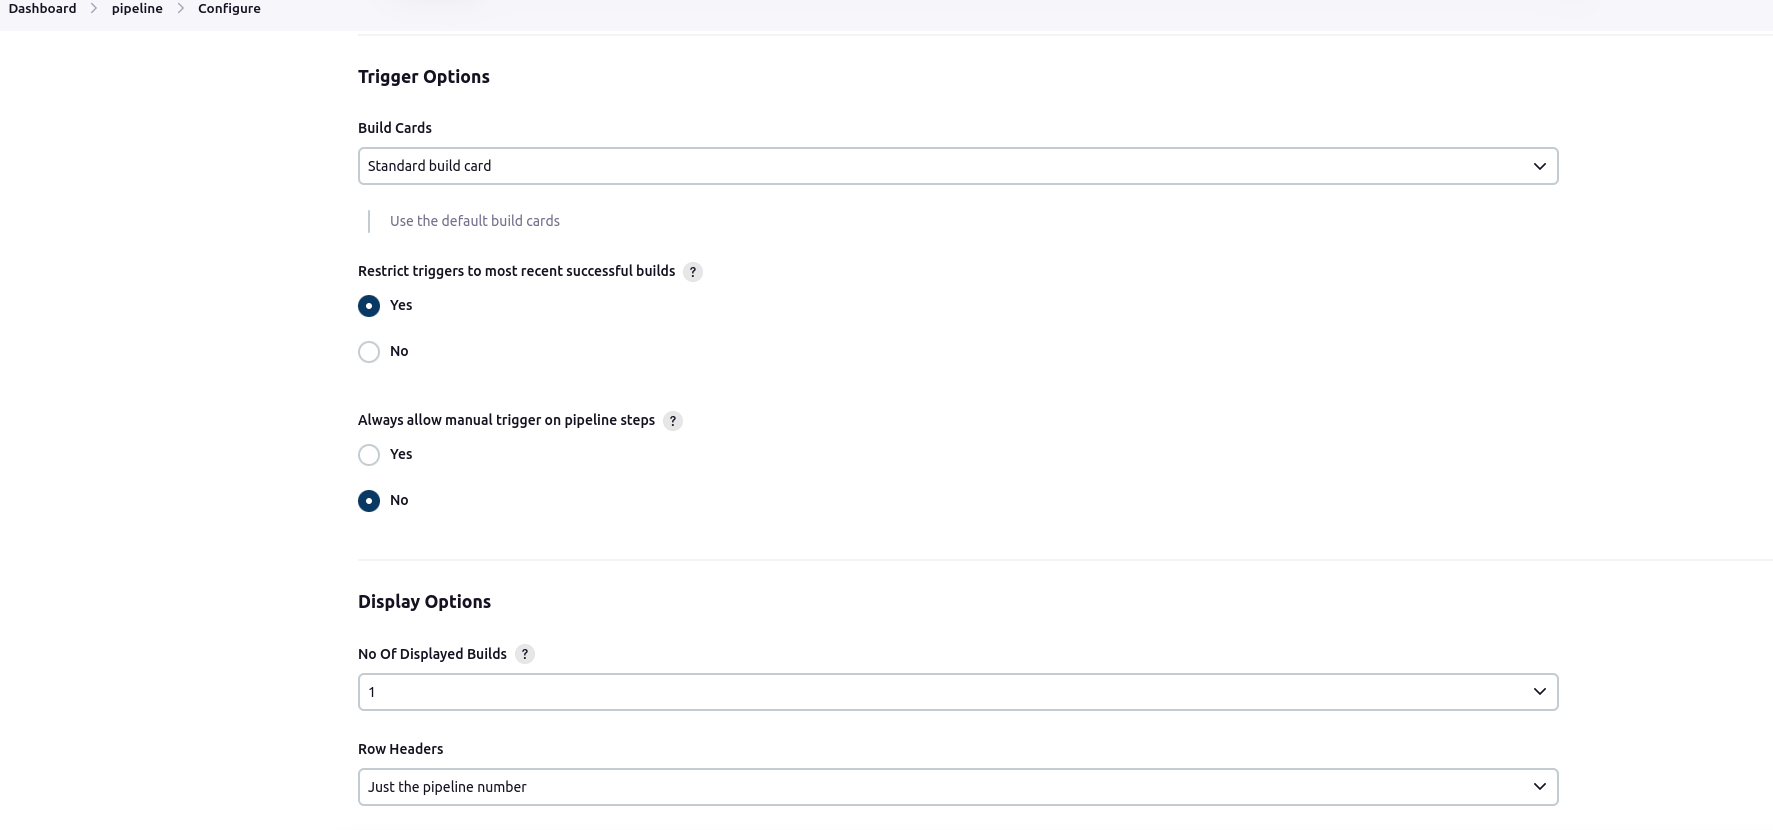 Dashboard > pipeline > Configure
Trigger Options
Build Cards
Standard build card
Use the default build cards
Restrict triggers to most recent successful builds ?
Yes
No
Always allow manual trigger on pipeline steps ?
Yes
No
Display Options
No Of Displayed Builds ?
1
Row Headers
Just the pipeline number